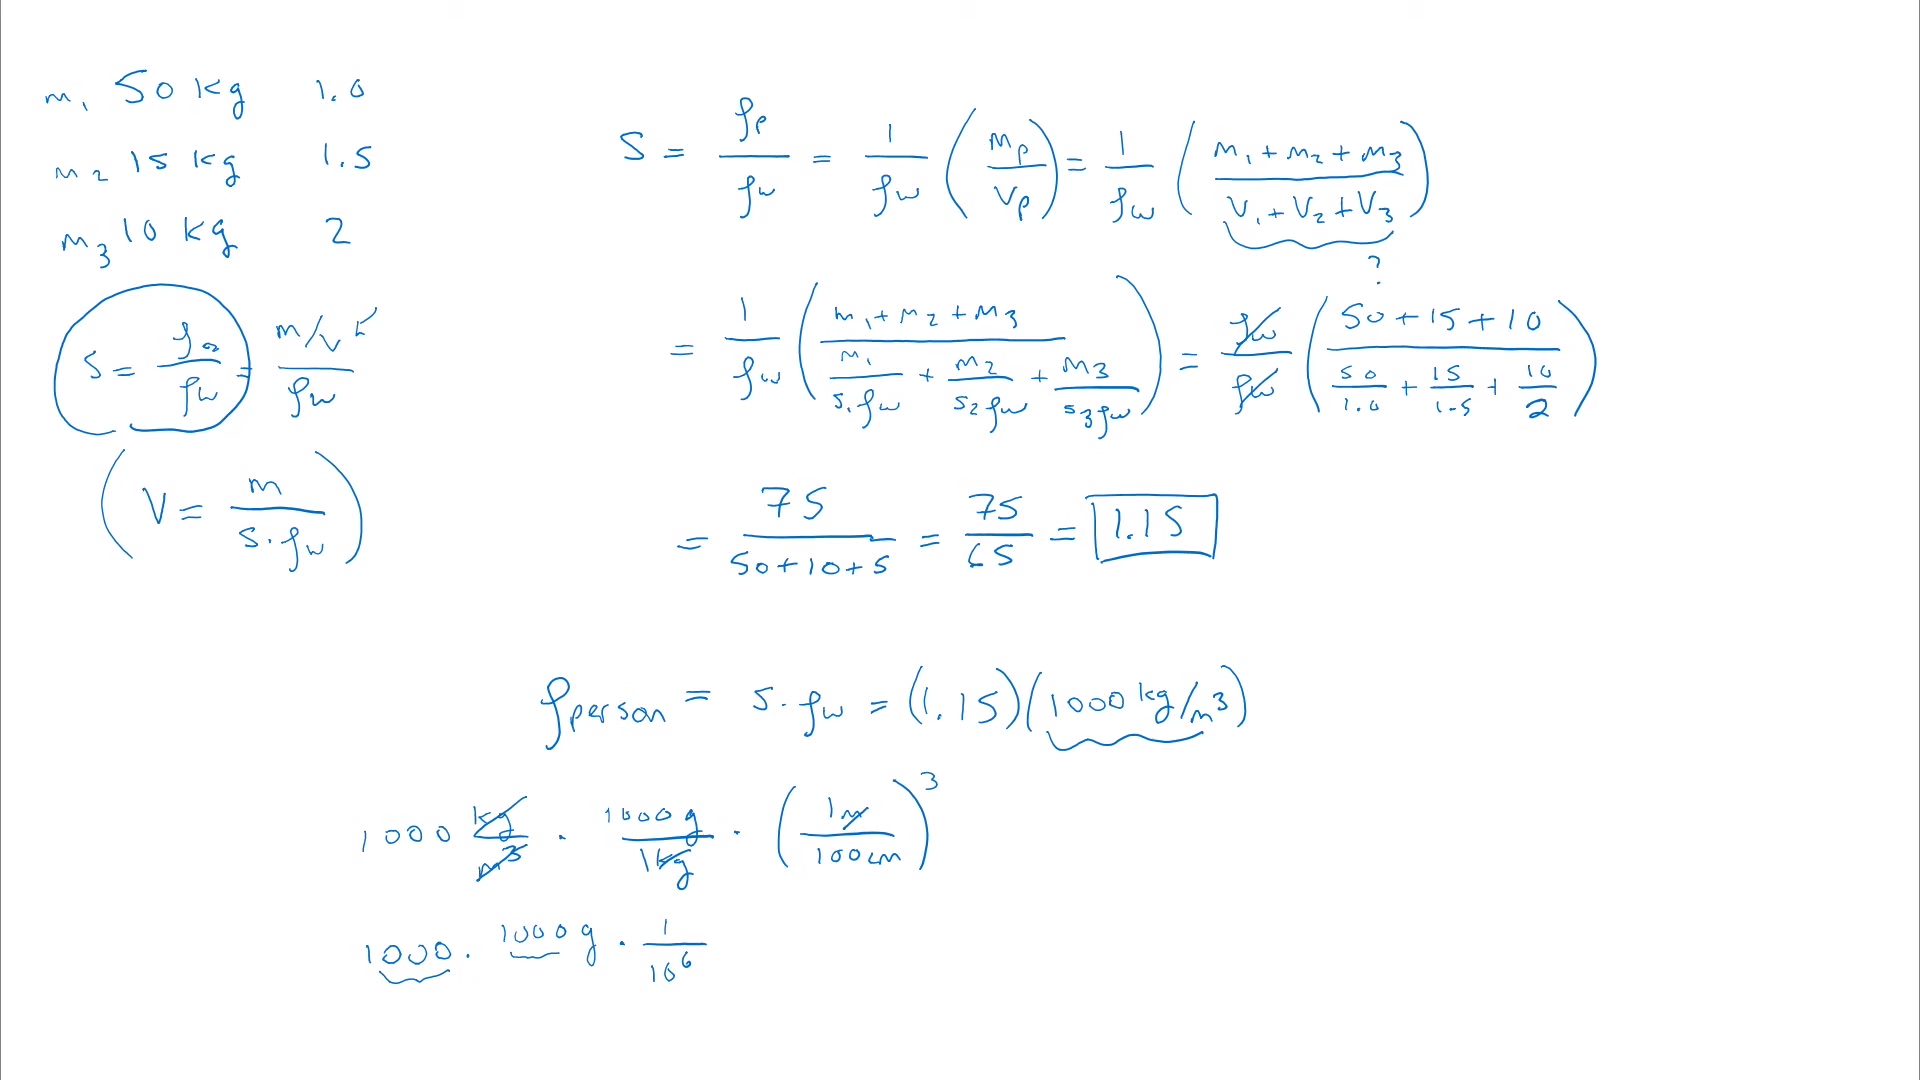 m₁ 50 kg 1.0
m₂ 15 kg 1.5
m₃ 10 kg 2
S = ρₒ/ρw = (m/V)/ρw
(V = m/(s·ρw))
S = ρp/ρw = 1/ρw (mp/Vp) = 1/ρw ((m₁ + m₂ + m₃)/(V₁ + V₂ + V₃))
?
= 1/ρw ((m₁ + m₂ + m₃)/(m₁/(s₁ρw) + m₂/(s₂ρw) + m₃/(s₃ρw))) = ρw/ρw ((50 + 15 + 10)/(50/1.0 + 15/1.5 + 10/2))
= 75/(50 + 10 + 5) = 75/65 = 1.15
ρperson = s·ρw = (1.15)(1000 kg/m³)
1000 kg/m³ · 1000 g/1 kg · (1 m/100 cm)³
1000 · 1000 g · 1/10⁶